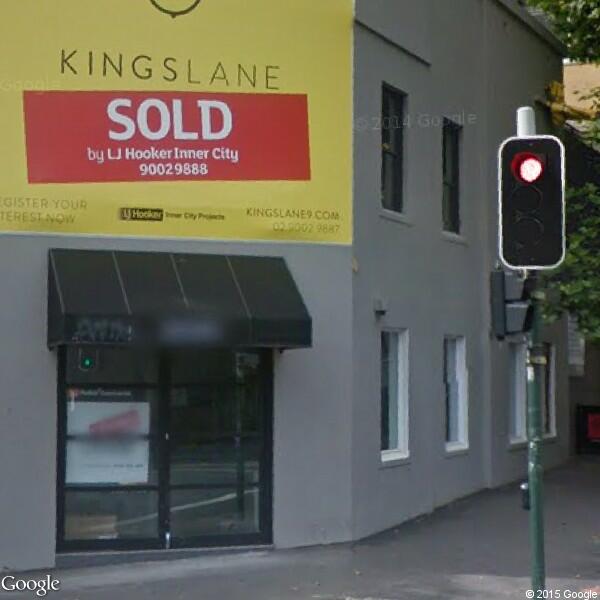 KINGSLANE
SOLD
by LJ Hooker Inner City
90029888
EGISTER YOUR
TEREST NOW
LJ Hooker Inner City Projects
KINGSLANE9.COM
02 9002 9887
Google
© 2014 Google
Google
© 2015 Google